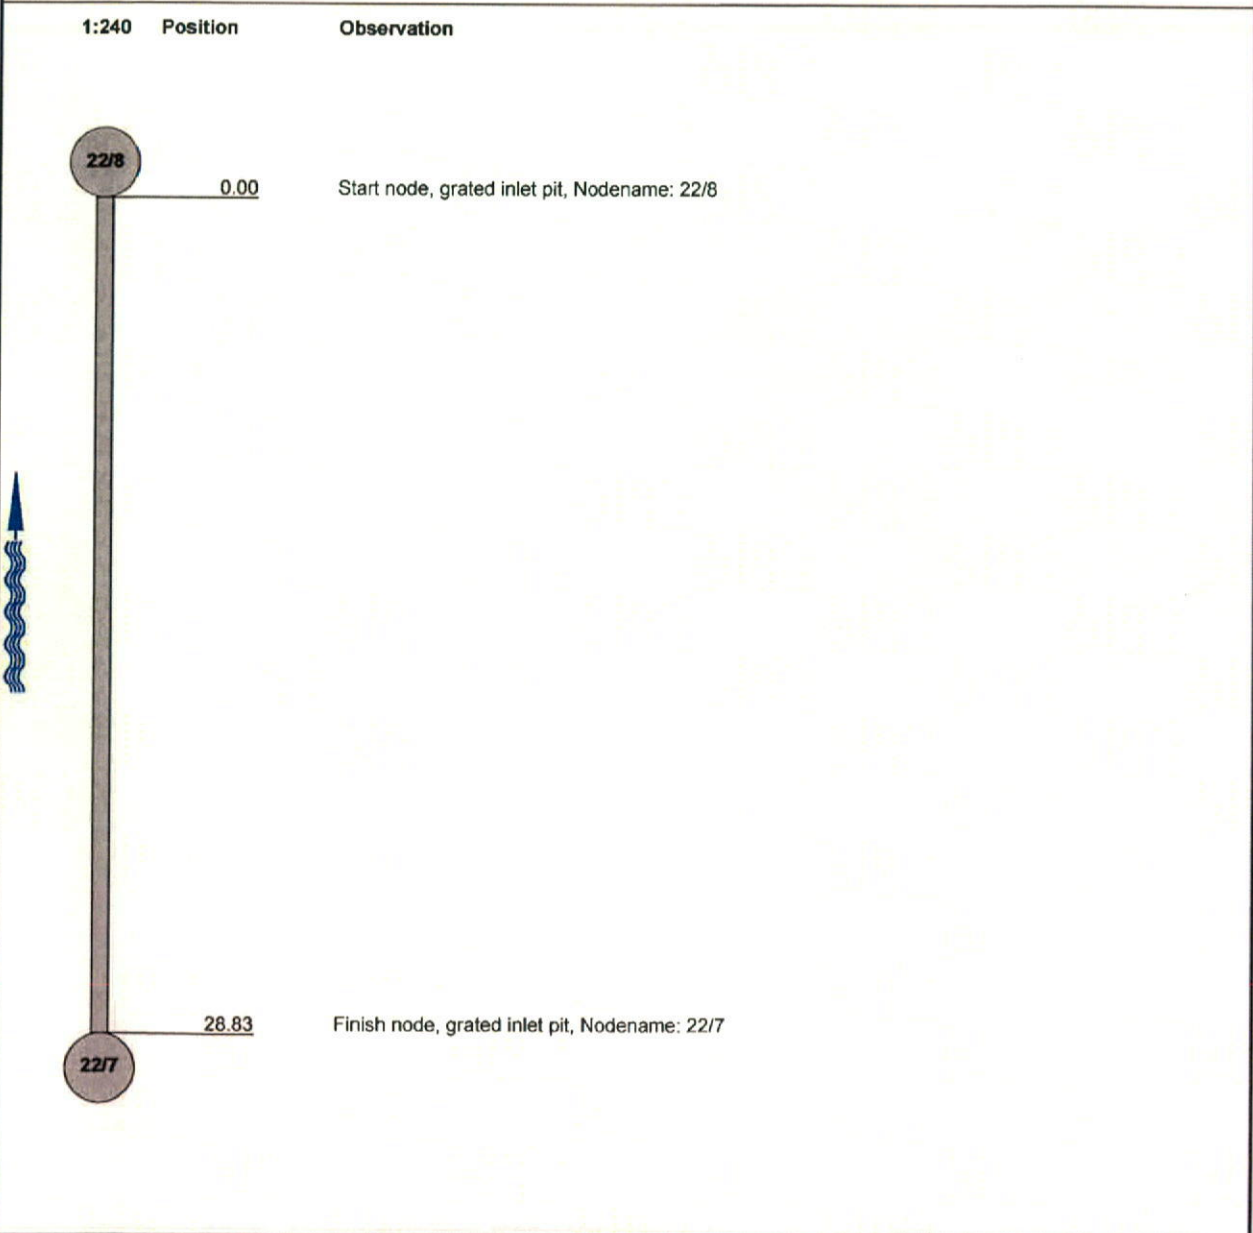 1:240 Position Observation
22/8
0.00 Start node, grated inlet pit, Nodename: 22/8
28.83 Finish node, grated inlet pit, Nodename: 22/7
22/7